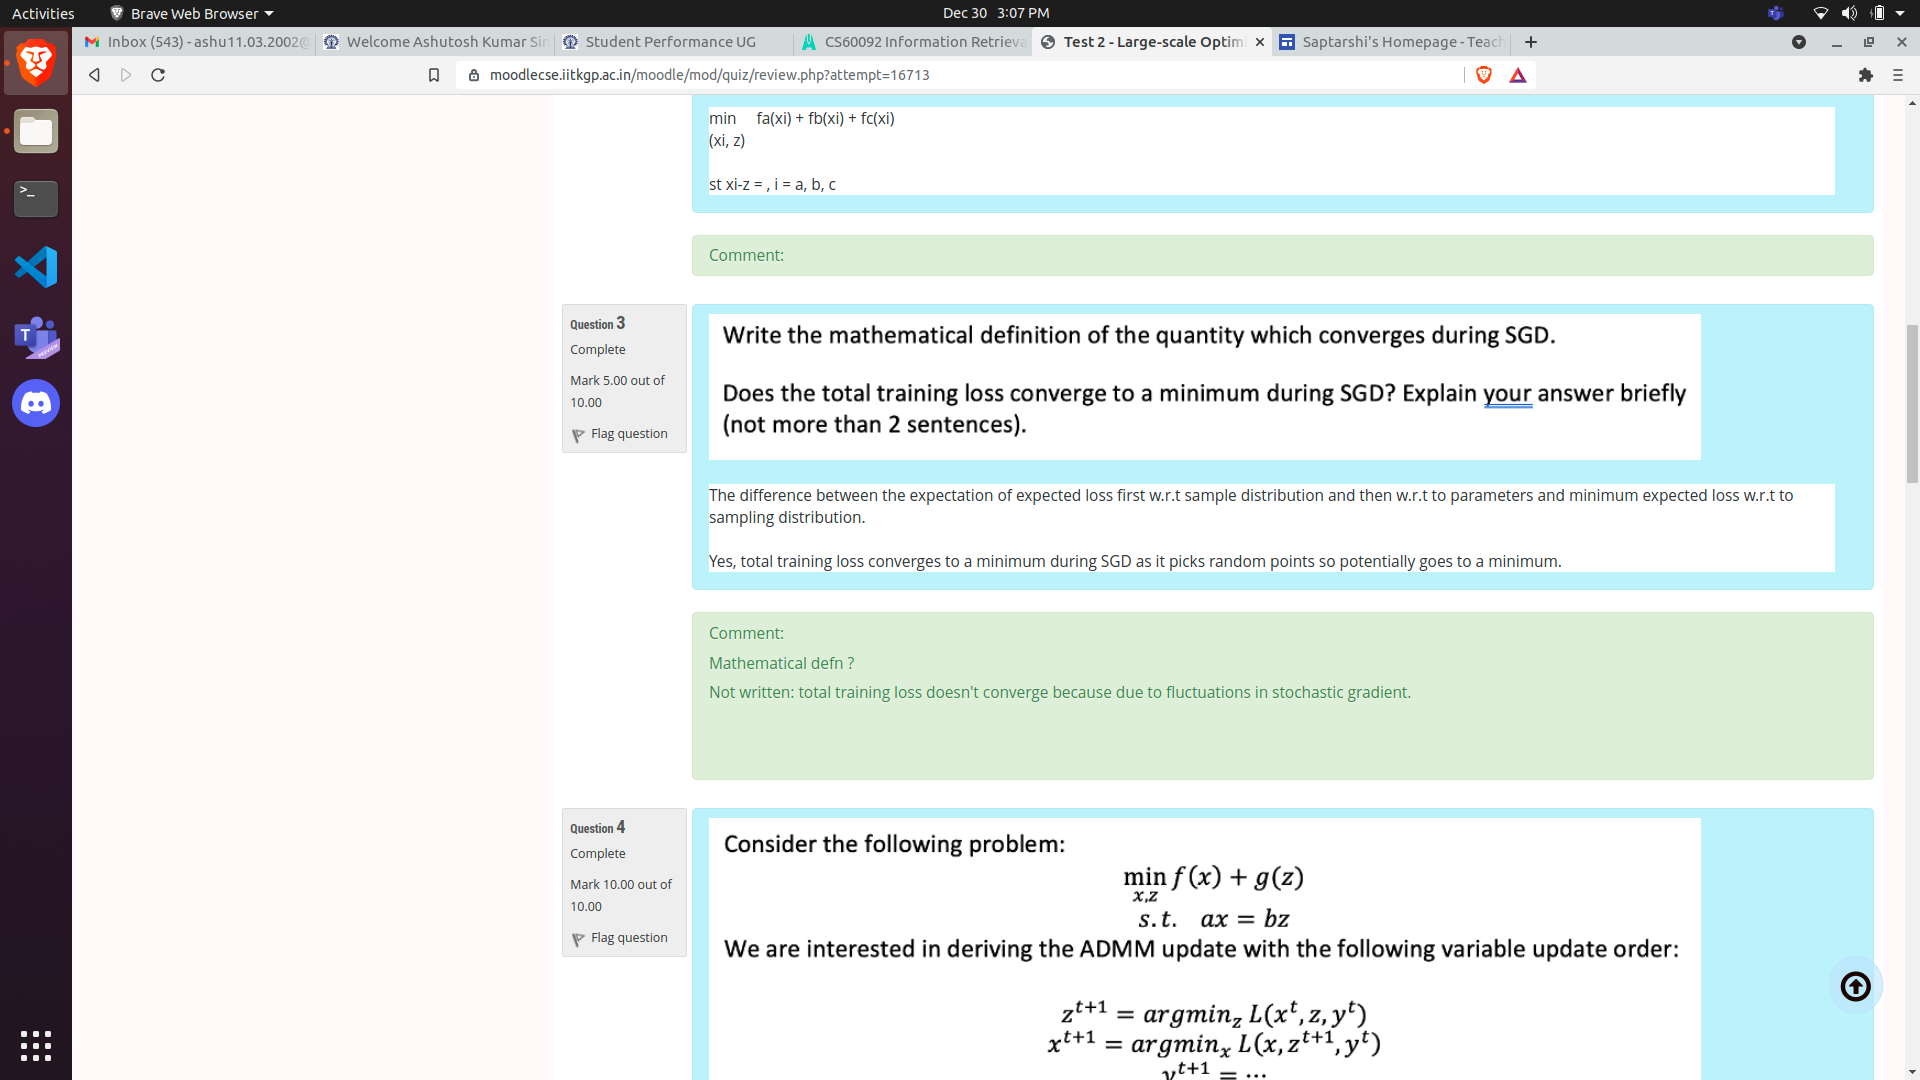 Activities Brave Web Browser Dec 30 3:07 PM
Inbox (543) - ashu11.03.2002@ Welcome Ashutosh Kumar Sin Student Performance UG CS60092 Information Retrieva Test 2 - Large-scale Optim Saptarshi's Homepage - Teach
moodlecse.iitkgp.ac.in/moodle/mod/quiz/review.php?attempt=16713
min fa(xi) + fb(xi) + fc(xi)
(xi, z)
st xi-z = , i = a, b, c
Comment:
Question 3
Complete
Mark 5.00 out of
10.00
Flag question
Write the mathematical definition of the quantity which converges during SGD.
Does the total training loss converge to a minimum during SGD? Explain your answer briefly
(not more than 2 sentences).
The difference between the expectation of expected loss first w.r.t sample distribution and then w.r.t to parameters and minimum expected loss w.r.t to
sampling distribution.
Yes, total training loss converges to a minimum during SGD as it picks random points so potentially goes to a minimum.
Comment:
Mathematical defn ?
Not written: total training loss doesn't converge because due to fluctuations in stochastic gradient.
Question 4
Complete
Mark 10.00 out of
10.00
Flag question
Consider the following problem:
min f(x) + g(z)
x,z
s.t. ax = bz
We are interested in deriving the ADMM update with the following variable update order:
z^{t+1} = argmin_z L(x^t, z, y^t)
x^{t+1} = argmin_x L(x, z^{t+1}, y^t)
y^{t+1} = ⋯